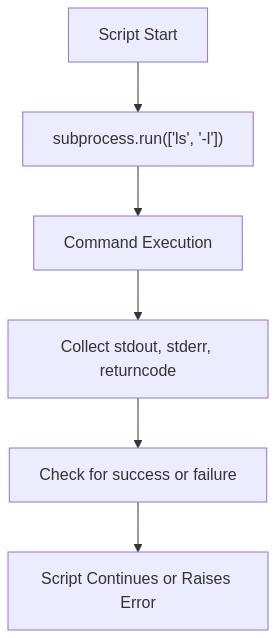 Script Start
subprocess.run(['ls', '-l'])
Command Execution
Collect stdout, stderr,
returncode
Check for success or failure
Script Continues or Raises
Error